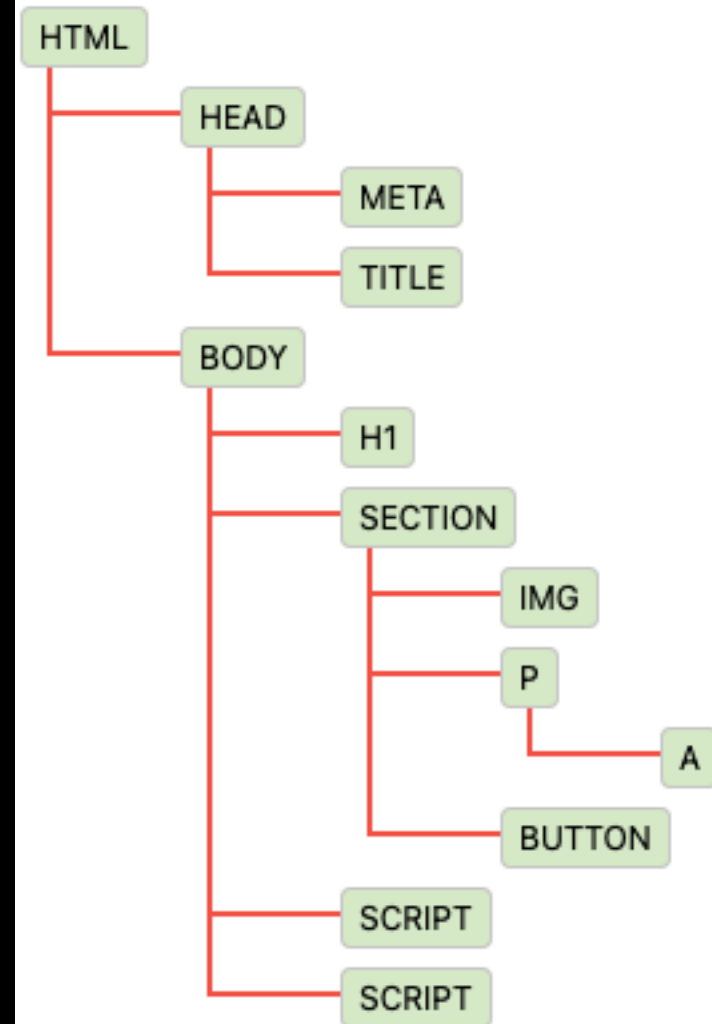 HTML
HEAD
META
TITLE
BODY
H1
SECTION
IMG
P
A
BUTTON
SCRIPT
SCRIPT